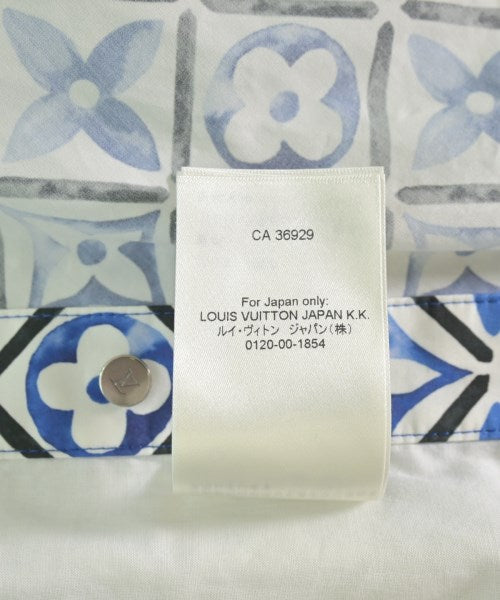 CA 36929
For Japan only:
LOUIS VUITTON JAPAN K.K.
ルイ・ヴィトン ジャパン(株)
0120-00-1854
LV